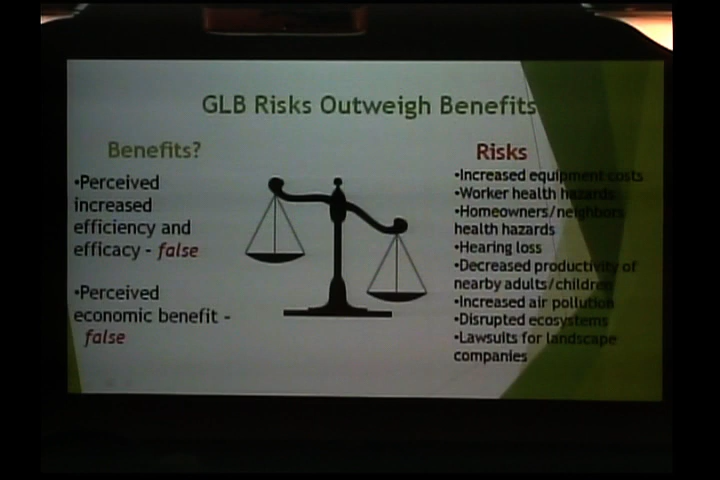 GLB Risks Outweigh Benefits
Benefits?
•Perceived
increased
efficiency and
efficacy - false
•Perceived
economic benefit -
false
Risks
•Increased equipment costs
•Worker health hazards
•Homeowners/neighbors
health hazards
•Hearing loss
•Decreased productivity of
nearby adults/children
•Increased air pollution
•Disrupted ecosystems
•Lawsuits for landscape
companies